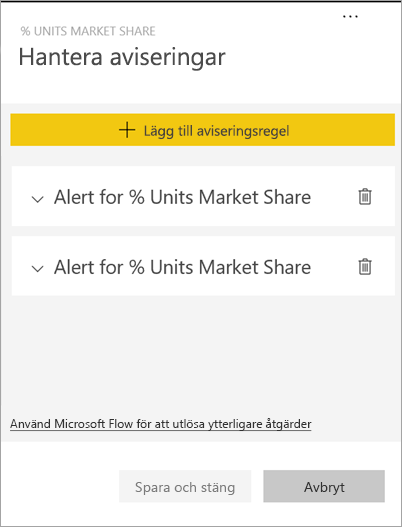 % UNITS MARKET SHARE
Hantera aviseringar
Lägg till aviseringsregel
Alert for % Units Market Share
Alert for % Units Market Share
Använd Microsoft Flow för att utlösa ytterligare åtgärder
Spara och stäng
Avbryt